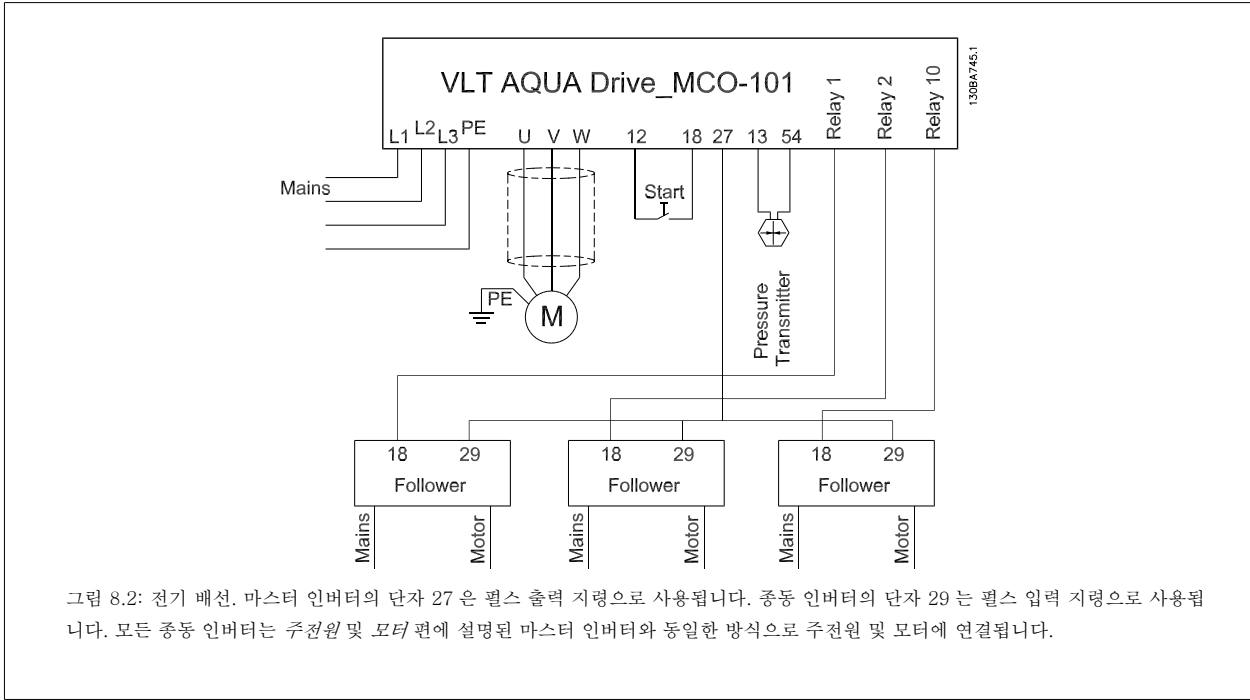 VLT AQUA Drive_MCO-101
130BA745.1
L1 L2 L3 PE U V W 12 18 27 13 54 Relay 1 Relay 2 Relay 10
Mains
Start
PE
M
Pressure
Transmitter
18 29
Follower
Mains Motor
18 29
Follower
Mains Motor
18 29
Follower
Mains Motor
그림 8.2: 전기 배선. 마스터 인버터의 단자 27 은 펄스 출력 지령으로 사용됩니다. 종동 인버터의 단자 29 는 펄스 입력 지령으로 사용됩
니다. 모든 종동 인버터는 주전원 및 모터 편에 설명된 마스터 인버터와 동일한 방식으로 주전원 및 모터에 연결됩니다.